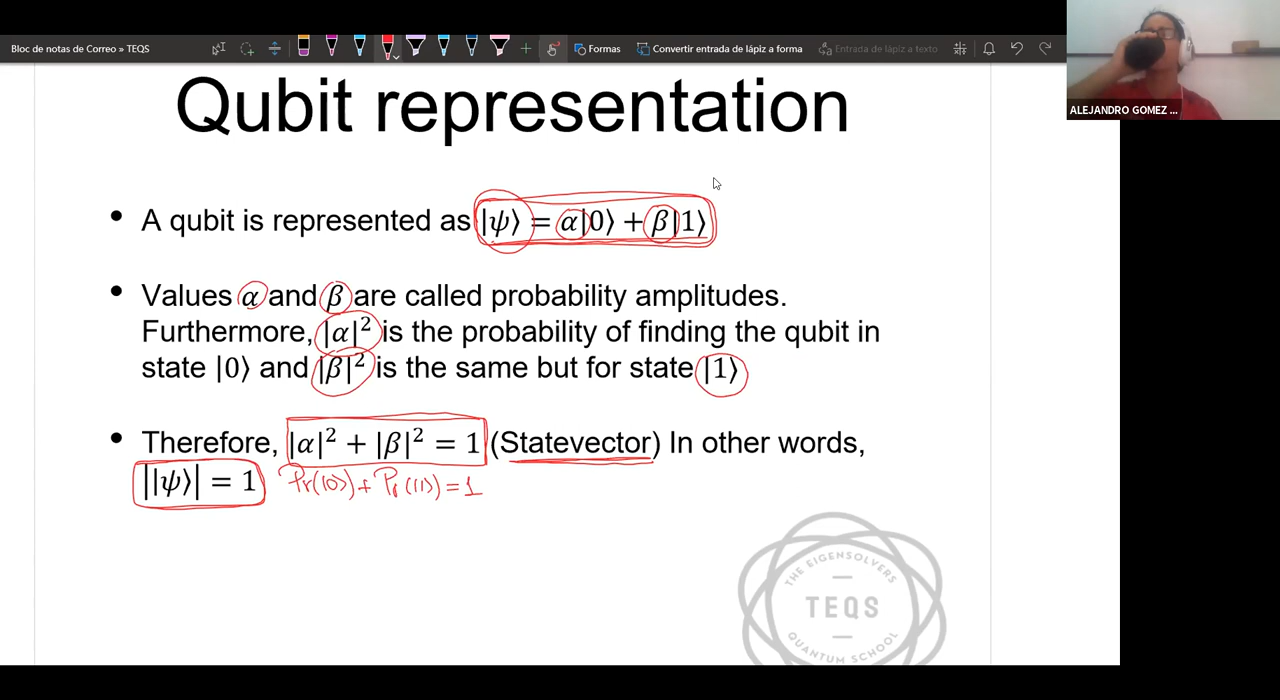 Bloc de notas de Correo » TEQS
Formas
Convertir entrada de lápiz a forma
Entrada de lápiz a texto
ALEJANDRO GOMEZ ...
Qubit representation
• A qubit is represented as |ψ⟩ = α|0⟩ + β|1⟩
• Values α and β are called probability amplitudes.
Furthermore, |α|² is the probability of finding the qubit in
state |0⟩ and |β|² is the same but for state |1⟩
• Therefore, |α|² + |β|² = 1 (Statevector) In other words,
||ψ⟩| = 1 Pr(|0⟩) + Pr(|1⟩) = 1
THE EIGENSOLVERS
TEQS
QUANTUM SCHOOL